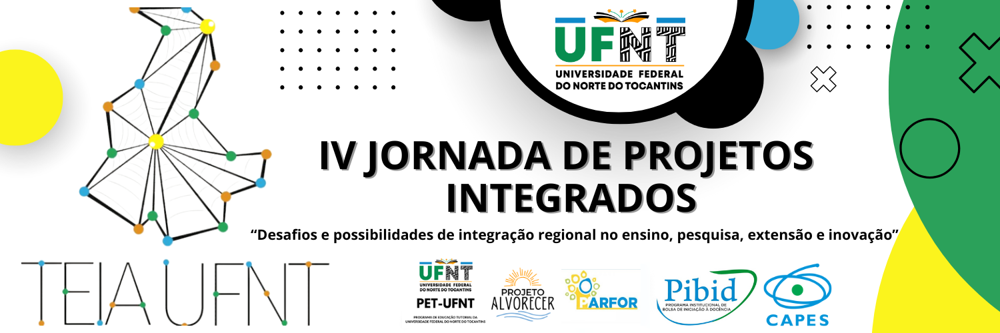 UFNT
UNIVERSIDADE FEDERAL
DO NORTE DO TOCANTINS
IV JORNADA DE PROJETOS
INTEGRADOS
“Desafios e possibilidades de integração regional no ensino, pesquisa, extensão e inovação”
TEIA UFNT
UFNT
UNIVERSIDADE FEDERAL
DO NORTE DO TOCANTINS
PET-UFNT
PROGRAMA DE EDUCAÇÃO TUTORIAL DA
UNIVERSIDADE FEDERAL DO NORTE DO TOCANTINS
PROJETO
ALVORECER
PARFOR
Pibid
PROGRAMA INSTITUCIONAL DE
BOLSA DE INICIAÇÃO À DOCÊNCIA
CAPES